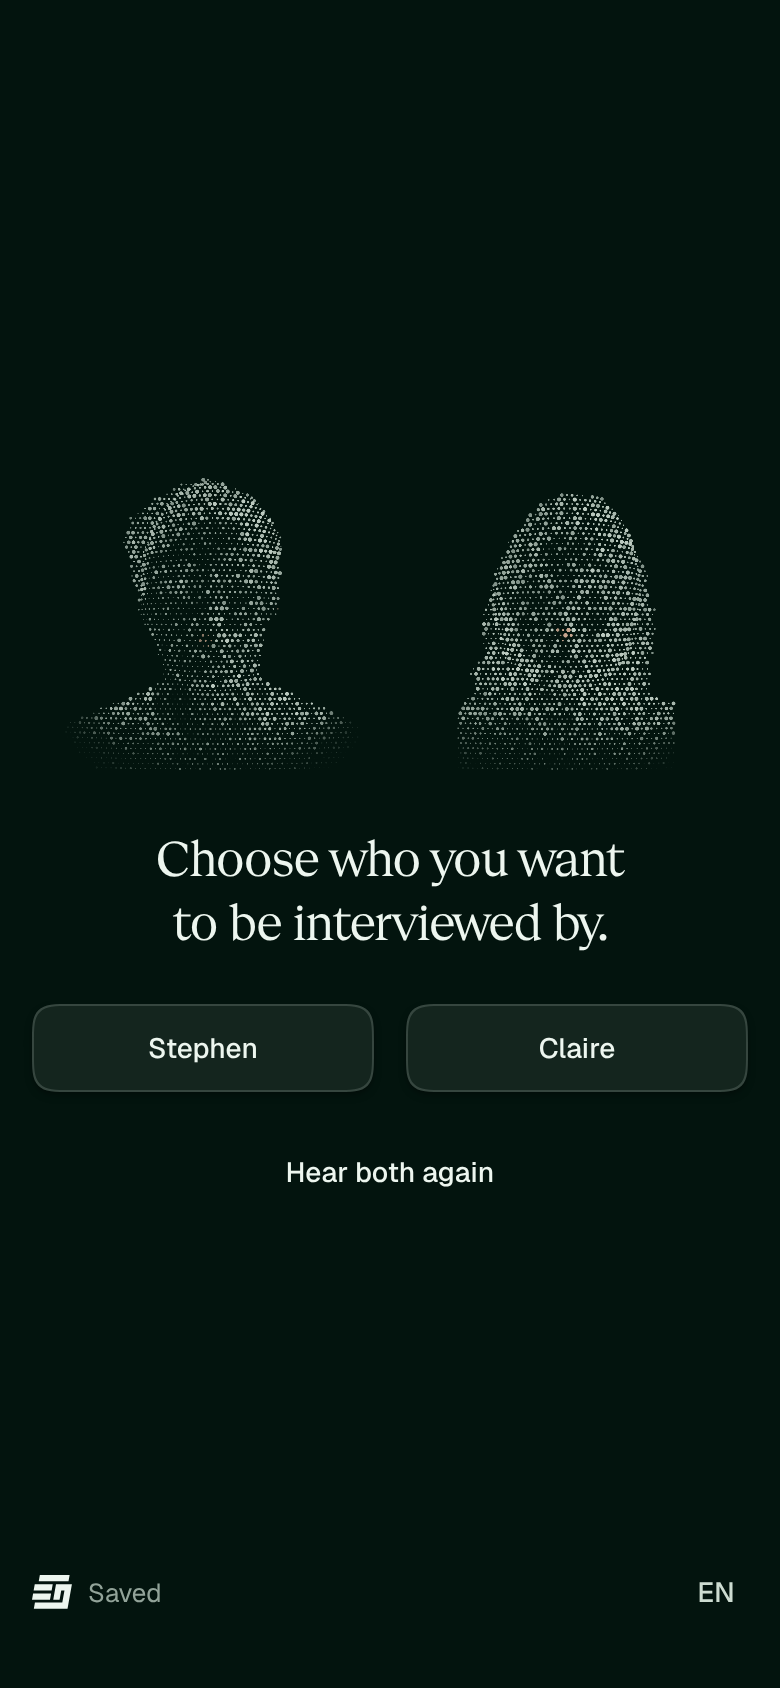 Choose who you want
to be interviewed by.
Stephen
Claire
Hear both again
Saved
EN